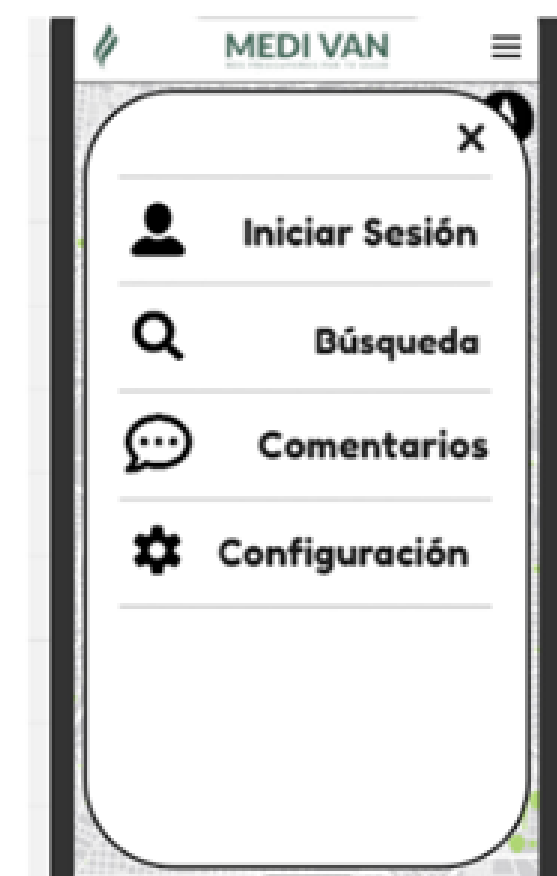 MEDI VAN
X
Iniciar Sesión
Búsqueda
Comentarios
Configuración